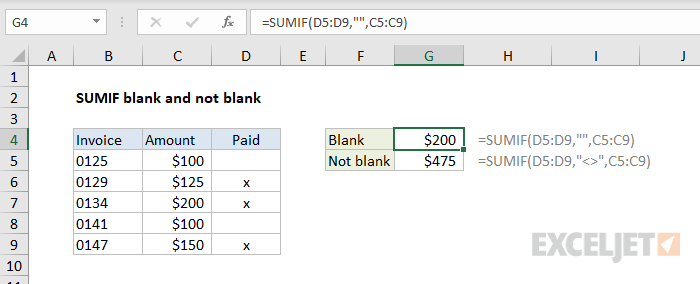 G4 fx =SUMIF(D5:D9,"",C5:C9)
A B C D E F G H I J
1
2 SUMIF blank and not blank
3
4 Invoice Amount Paid Blank $200 =SUMIF(D5:D9,"",C5:C9)
5 0125 $100 Not blank $475 =SUMIF(D5:D9,"<>",C5:C9)
6 0129 $125 x
7 0134 $200 x
8 0141 $100
9 0147 $150 x
10
EXCELJET